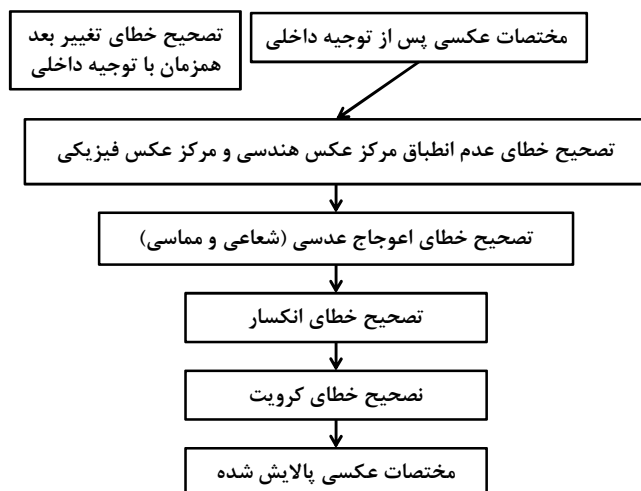 تصحیح خطای تغییر بعد
همزمان با توجیه داخلی
مختصات عکسی پس از توجیه داخلی
تصحیح خطای عدم انطباق مرکز عکس هندسی و مرکز عکس فیزیکی
تصحیح خطای اعوجاج عدسی (شعاعی و مماسی)
تصحیح خطای انکسار
نصحیح خطای کرویت
مختصات عکسی پالایش شده